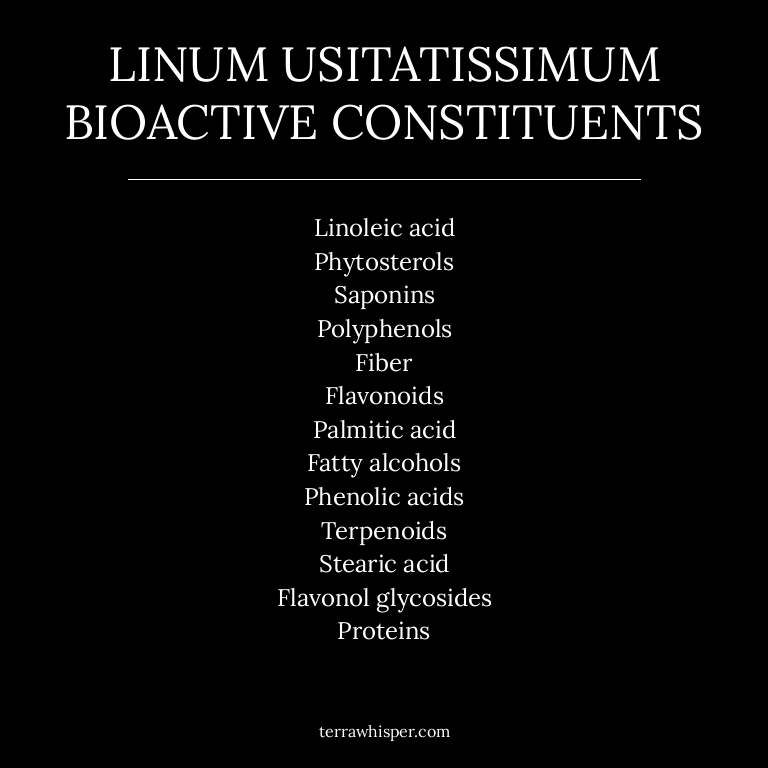 LINUM USITATISSIMUM
BIOACTIVE CONSTITUENTS
Linoleic acid
Phytosterols
Saponins
Polyphenols
Fiber
Flavonoids
Palmitic acid
Fatty alcohols
Phenolic acids
Terpenoids
Stearic acid
Flavonol glycosides
Proteins
terrawhisper.com